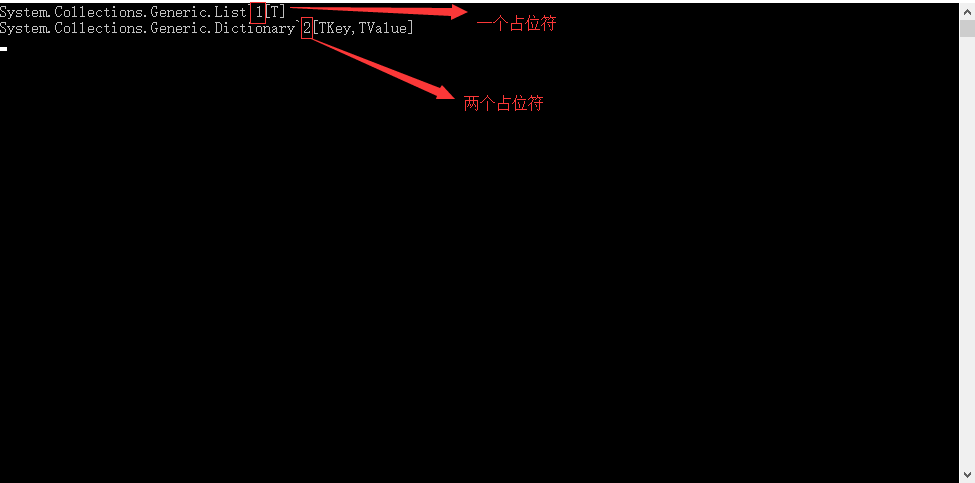 System.Collections.Generic.List`1[T]
一个占位符
System.Collections.Generic.Dictionary`2[TKey,TValue]
两个占位符